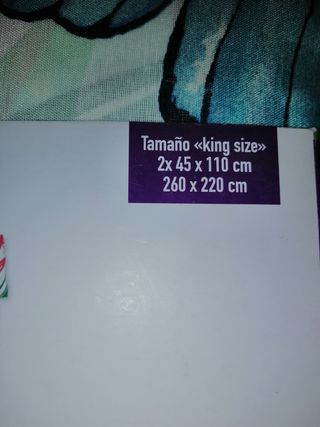 Tamaño «king size»
2x 45 x 110 cm
260 x 220 cm